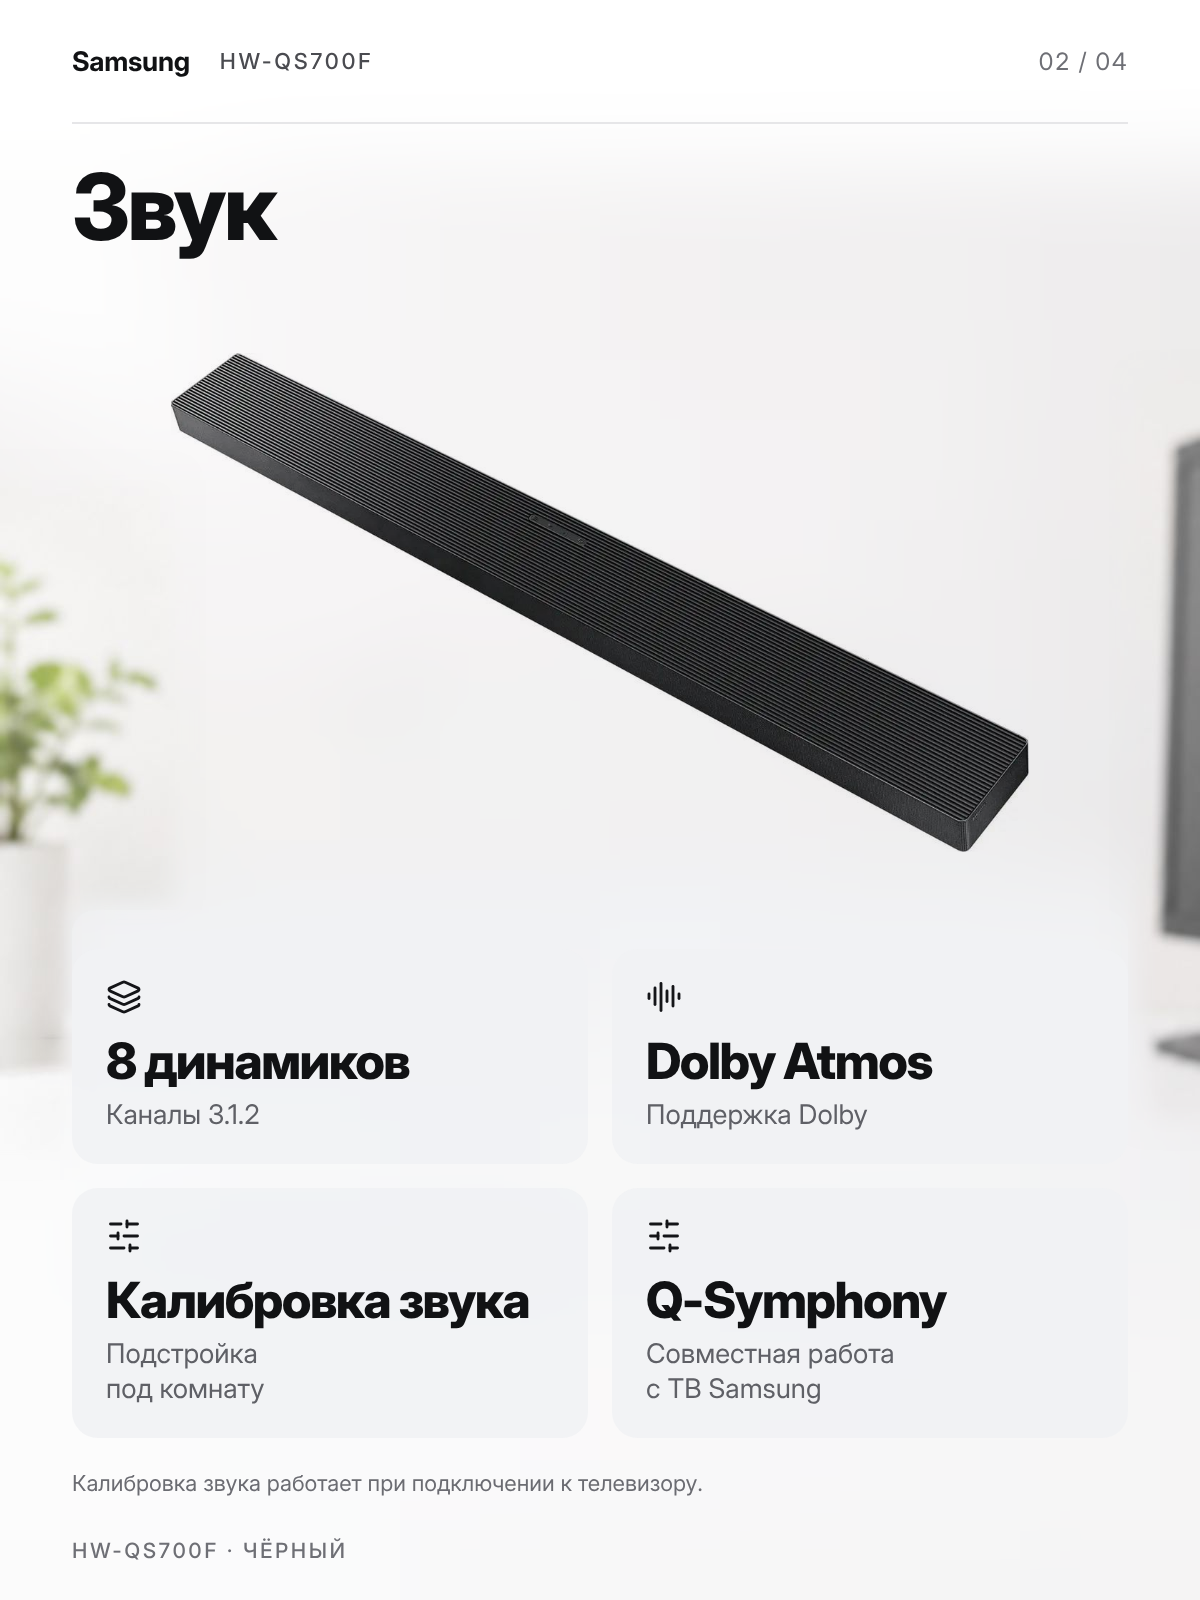 Samsung HW-QS700F 02 / 04
Звук
8 динамиков
Каналы 3.1.2
Dolby Atmos
Поддержка Dolby
Калибровка звука
Подстройка
под комнату
Q-Symphony
Совместная работа
с ТВ Samsung
Калибровка звука работает при подключении к телевизору.
HW-QS700F · ЧЁРНЫЙ